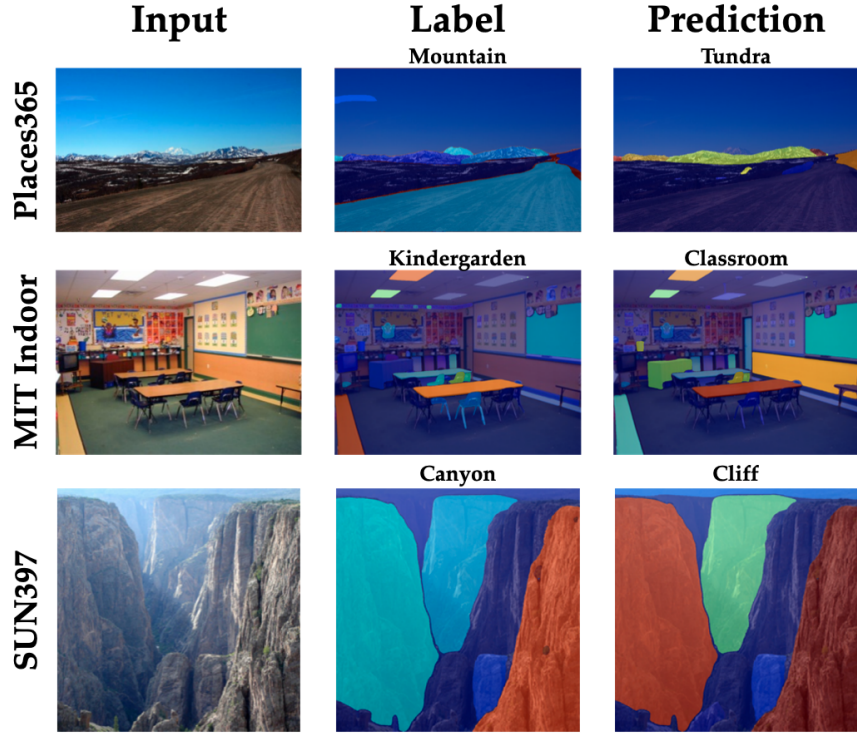 Input Label Prediction
Mountain Tundra
Places365
Kindergarden Classroom
MIT Indoor
Canyon Cliff
SUN397